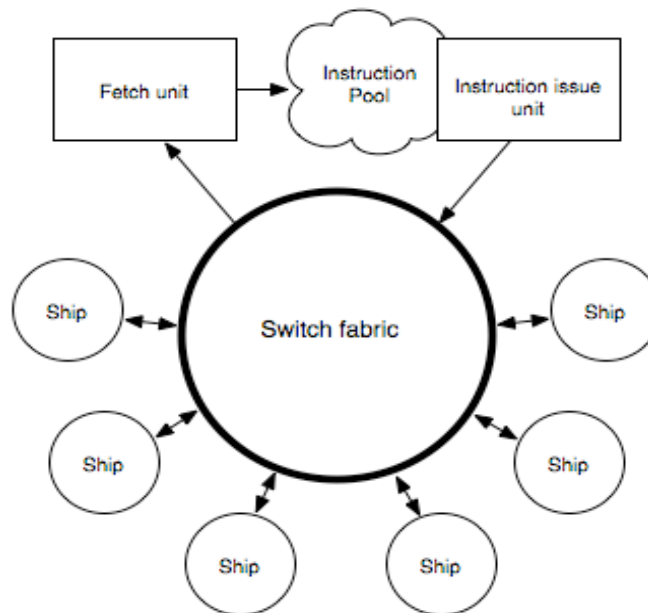 Fetch unit
Instruction
Pool
Instruction issue
unit
Switch fabric
Ship
Ship
Ship
Ship
Ship
Ship